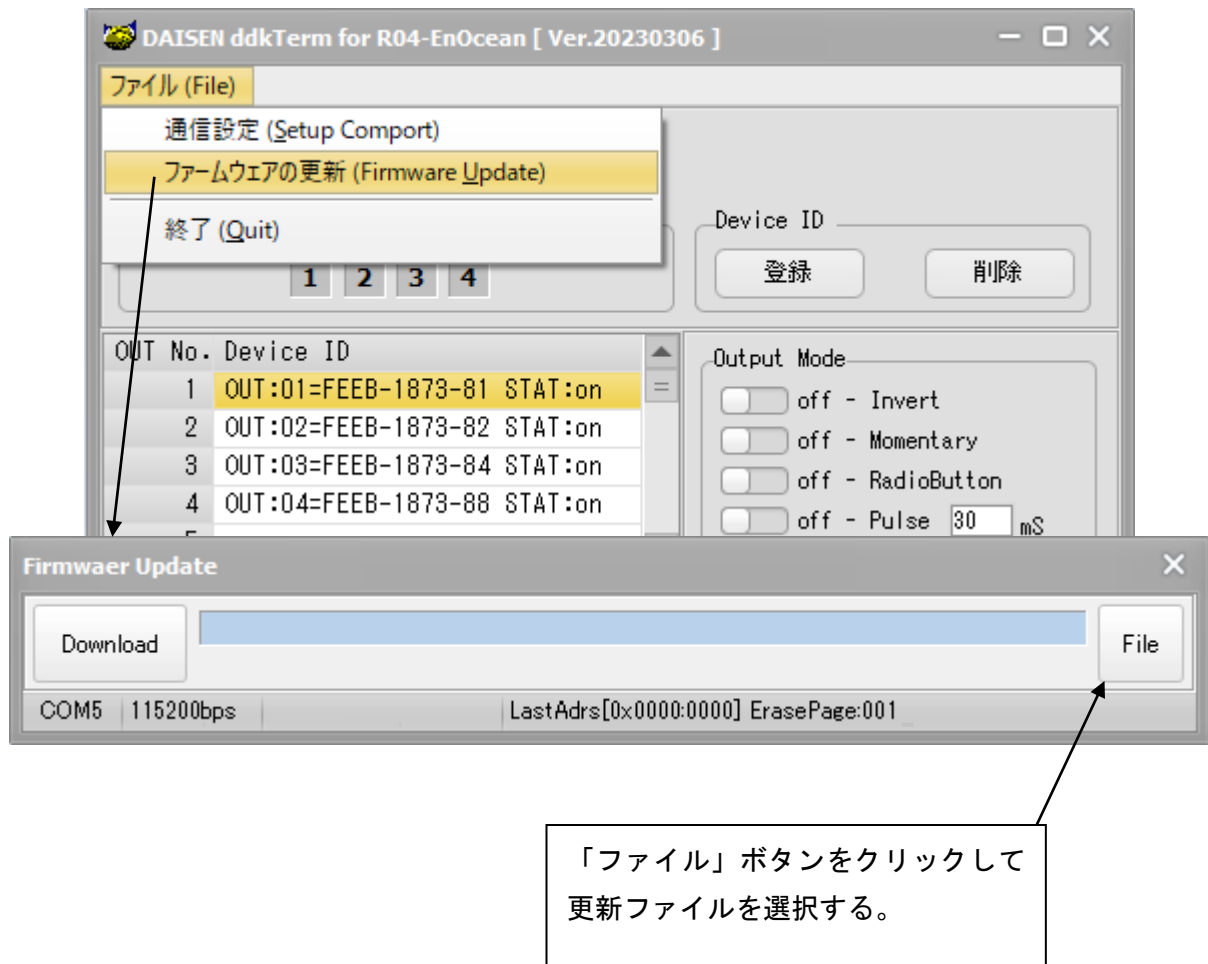 DAISEN ddkTerm for R04-EnOcean [ Ver.20230306 ]
ファイル (File)
通信設定 (Setup Comport)
ファームウェアの更新 (Firmware Update)
終了 (Quit)
1 2 3 4
Device ID
登録 削除
OUT No. Device ID
1 OUT:01=FEEB-1873-81 STAT:on
2 OUT:02=FEEB-1873-82 STAT:on
3 OUT:03=FEEB-1873-84 STAT:on
4 OUT:04=FEEB-1873-88 STAT:on
Output Mode
off - Invert
off - Momentary
off - RadioButton
off - Pulse 30 mS
Firmwaer Update
Download
File
COM5 115200bps LastAdrs[0x0000:0000] ErasePage:001
「ファイル」ボタンをクリックして
更新ファイルを選択する。